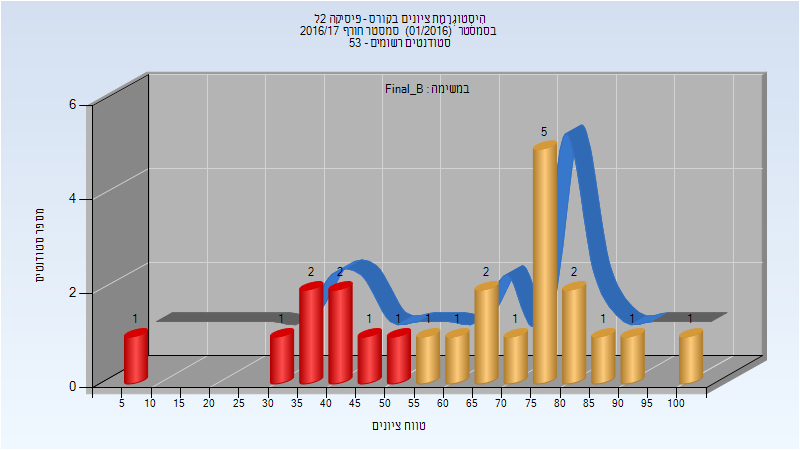 היסטוגרמת ציונים בקורס - פיסיקה 2ל
בסמסטר (01/2016) סמסטר חורף 2016/17
סטודנטים רשומים - 53
במשימה : Final_B
מספר סטודנטים
6
4
2
0
1 1 2 2 1 1 1 1 2 1 5 2 1 1 1
5 10 15 20 25 30 35 40 45 50 55 60 65 70 75 80 85 90 95 100
טווח ציונים